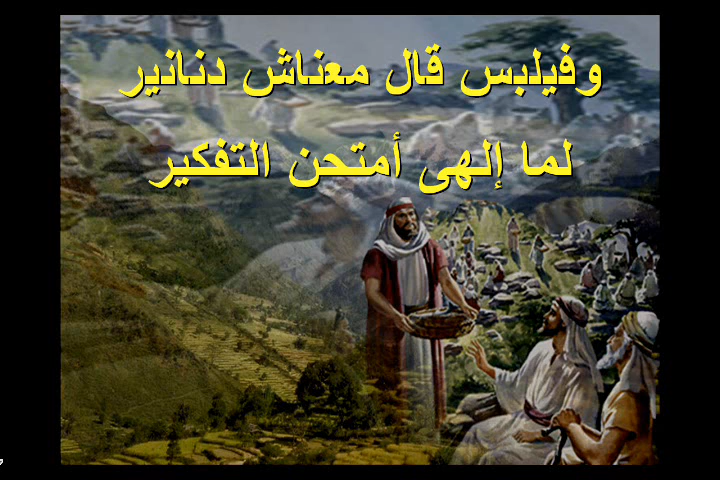 وفيلبس قال معناش دنانير
لما إلهى أمتحن التفكير